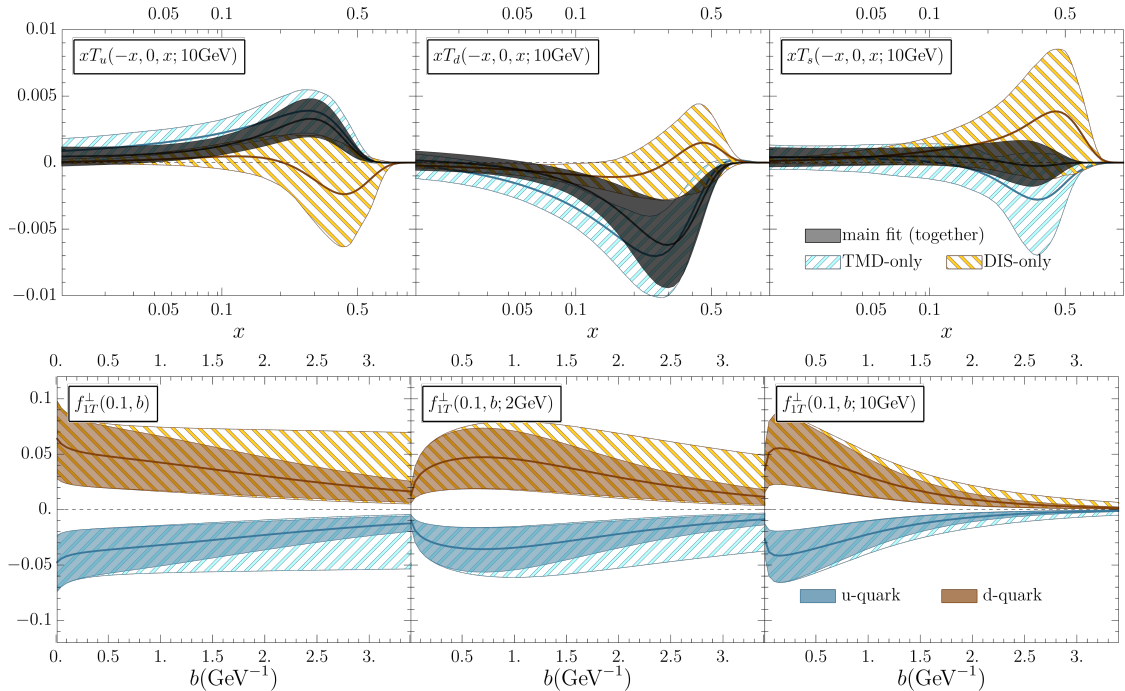 0.05 0.1 0.5 0.05 0.1 0.5 0.05 0.1 0.5
0.01
xT_u(−x, 0, x; 10GeV) xT_d(−x, 0, x; 10GeV) xT_s(−x, 0, x; 10GeV)
0.005
0.
−0.005
−0.01
main fit (together)
TMD-only DIS-only
0.05 0.1 0.5 0.05 0.1 0.5 0.05 0.1 0.5
x x x
0. 0.5 1. 1.5 2. 2.5 3. 0.5 1. 1.5 2. 2.5 3. 0.5 1. 1.5 2. 2.5 3.
0.1
f_{1T}^⊥(0.1, b) f_{1T}^⊥(0.1, b; 2GeV) f_{1T}^⊥(0.1, b; 10GeV)
0.05
0.
−0.05
−0.1
u-quark d-quark
0. 0.5 1. 1.5 2. 2.5 3. 0.5 1. 1.5 2. 2.5 3. 0.5 1. 1.5 2. 2.5 3.
b(GeV⁻¹) b(GeV⁻¹) b(GeV⁻¹)